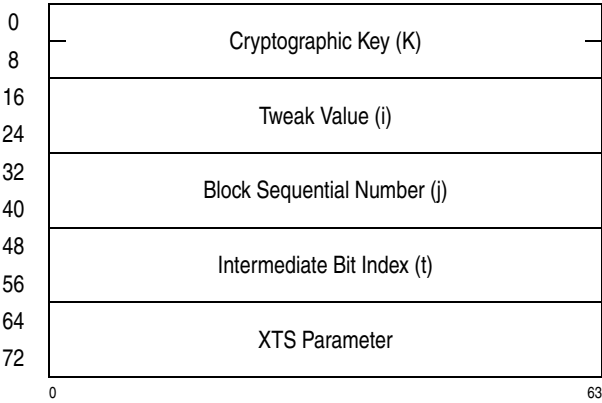 0
Cryptographic Key (K)
8
16
Tweak Value (i)
24
32
Block Sequential Number (j)
40
48
Intermediate Bit Index (t)
56
64
XTS Parameter
72
0 63